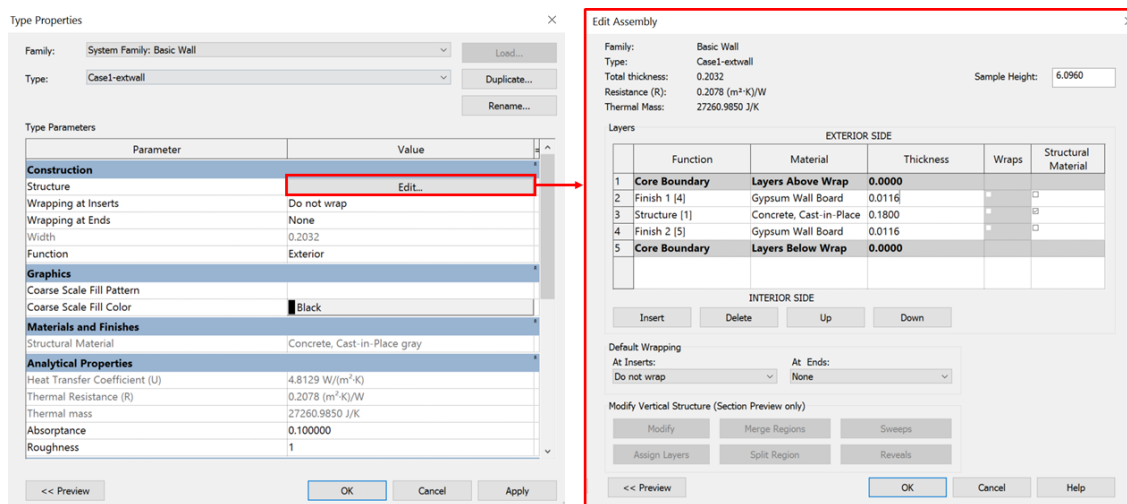 Type Properties
Family: System Family: Basic Wall Load...
Type: Case1-extwall Duplicate...
Rename...
Type Parameters
Parameter Value =
Construction
Structure Edit...
Wrapping at Inserts Do not wrap
Wrapping at Ends None
Width 0.2032
Function Exterior
Graphics
Coarse Scale Fill Pattern
Coarse Scale Fill Color Black
Materials and Finishes
Structural Material Concrete, Cast-in-Place gray
Analytical Properties
Heat Transfer Coefficient (U) 4.8129 W/(m²·K)
Thermal Resistance (R) 0.2078 (m²·K)/W
Thermal mass 27260.9850 J/K
Absorptance 0.100000
Roughness 1
<< Preview OK Cancel Apply
Edit Assembly
Family: Basic Wall
Type: Case1-extwall
Total thickness: 0.2032 Sample Height: 6.0960
Resistance (R): 0.2078 (m²·K)/W
Thermal Mass: 27260.9850 J/K
Layers
EXTERIOR SIDE
Function Material Thickness Wraps Structural Material
1 Core Boundary Layers Above Wrap 0.0000
2 Finish 1 [4] Gypsum Wall Board 0.0116
3 Structure [1] Concrete, Cast-in-Place 0.1800
4 Finish 2 [5] Gypsum Wall Board 0.0116
5 Core Boundary Layers Below Wrap 0.0000
INTERIOR SIDE
Insert Delete Up Down
Default Wrapping
At Inserts: At Ends:
Do not wrap None
Modify Vertical Structure (Section Preview only)
Modify Merge Regions Sweeps
Assign Layers Split Region Reveals
<< Preview OK Cancel Help